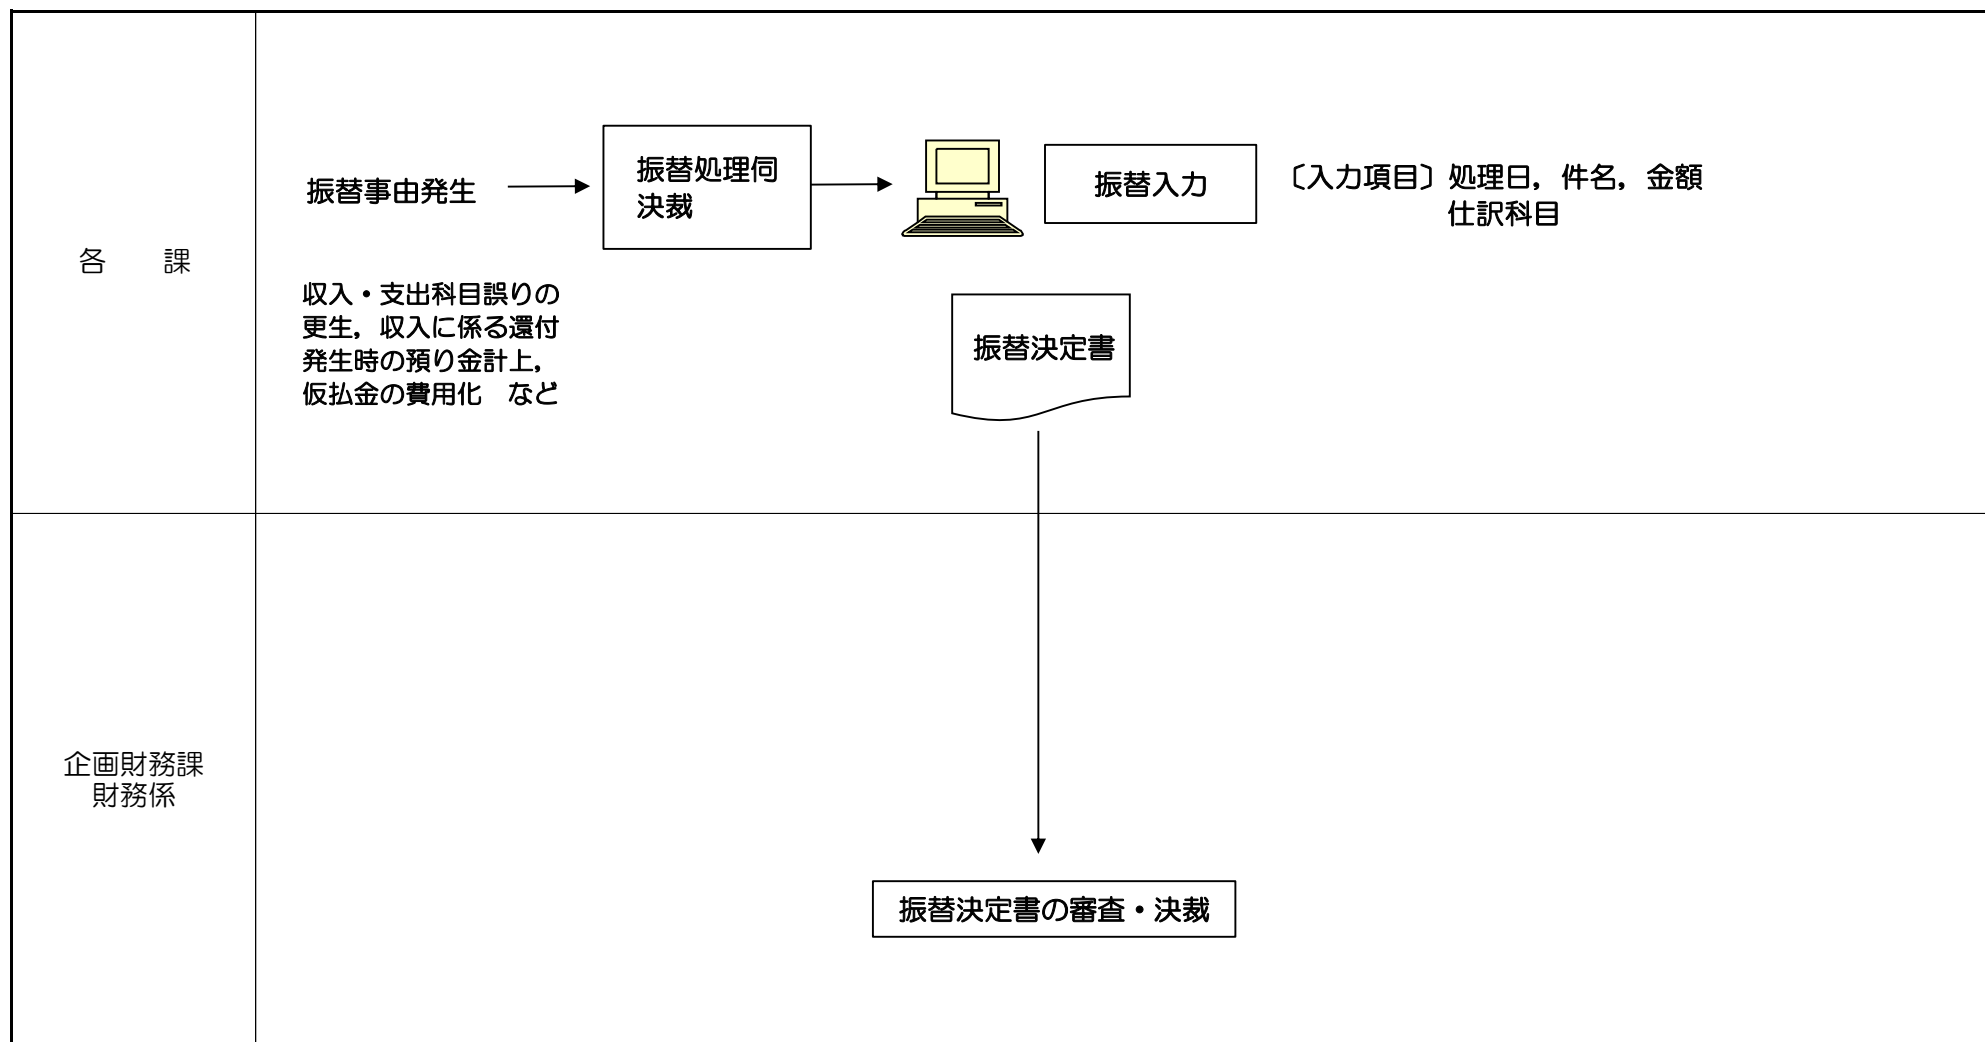 各　　課
振替事由発生
振替処理伺
決裁
振替入力
〔入力項目〕処理日，件名，金額
仕訳科目
収入・支出科目誤りの
更生，収入に係る還付
発生時の預り金計上，
仮払金の費用化　など
振替決定書
企画財務課
財務係
振替決定書の審査・決裁